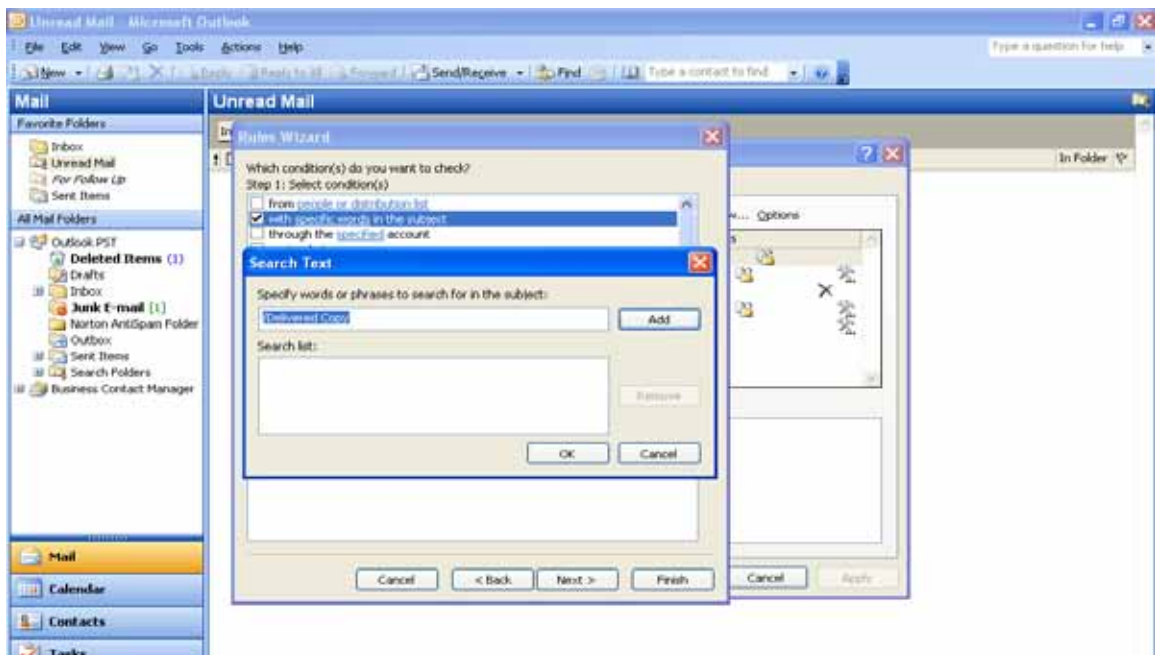 Unread Mail - Microsoft Outlook
File Edit View Go Tools Actions Help
Type a question for help
New Reply Reply to All Forward Send/Receive Find Type a contact to find
Mail
Unread Mail
Favorite Folders
Inbox
Unread Mail
For Follow Up
Sent Items
All Mail Folders
Outlook PST
Deleted Items (1)
Drafts
Inbox
Junk E-mail [1]
Norton AntiSpam Folder
Outbox
Sent Items
Search Folders
Business Contact Manager
Mail
Calendar
Contacts
Tasks
In Folder
Rules Wizard
Which condition(s) do you want to check?
Step 1: Select condition(s)
from people or distribution list
with specific words in the subject
through the specified account
Search Text
Specify words or phrases to search for in the subject:
Delivered Copy
Add
Search list:
Remove
OK Cancel
Cancel < Back Next > Finish
Options
Cancel Apply